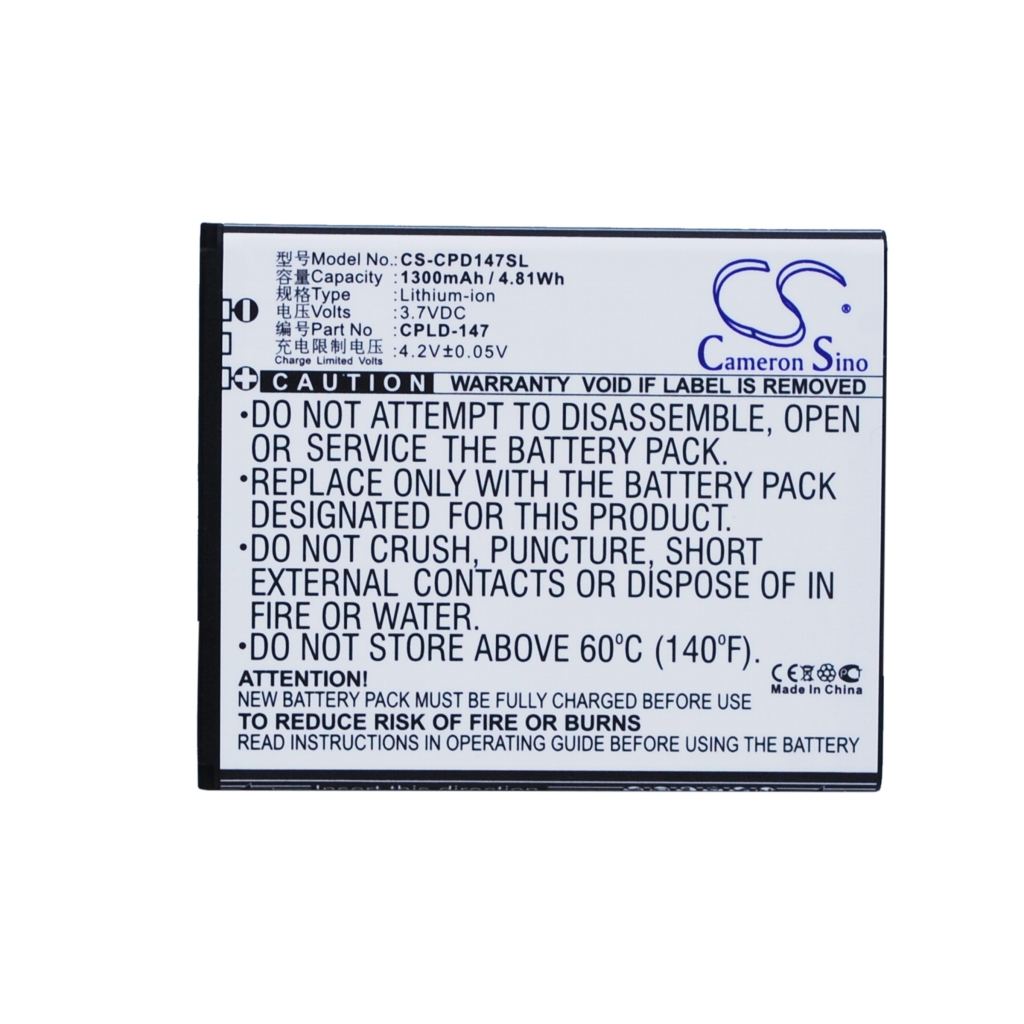 型号Model No.:CS-CPD147SL
容量Capacity :1300mAh / 4.81Wh
规格Type :Lithium-ion
电压Volts :3.7VDC
编号Part No. :CPLD-147
充电限制电压 :4.2V±0.05V
Charge Limited Volts
CS®
Cameron Sino
CAUTION WARRANTY VOID IF LABEL IS REMOVED
•DO NOT ATTEMPT TO DISASSEMBLE, OPEN
OR SERVICE THE BATTERY PACK.
•REPLACE ONLY WITH THE BATTERY PACK
DESIGNATED FOR THIS PRODUCT.
•DO NOT CRUSH, PUNCTURE, SHORT
EXTERNAL CONTACTS OR DISPOSE OF IN
FIRE OR WATER.
•DO NOT STORE ABOVE 60°C (140°F).
ATTENTION!
NEW BATTERY PACK MUST BE FULLY CHARGED BEFORE USE
TO REDUCE RISK OF FIRE OR BURNS
READ INSTRUCTIONS IN OPERATING GUIDE BEFORE USING THE BATTERY
CE
Made In China
Insert this direction